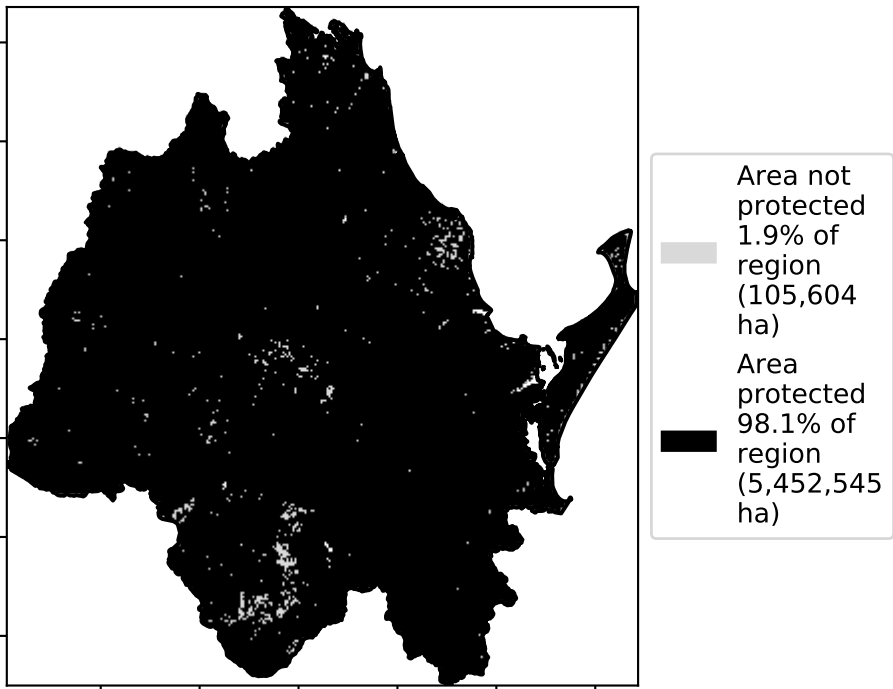 Area not
protected
1.9% of
region
(105,604
ha)
Area
protected
98.1% of
region
(5,452,545
ha)